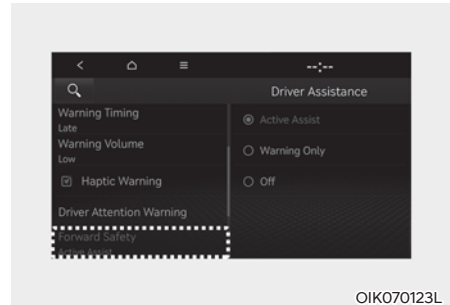 --:--
Driver Assistance
Warning Timing
Late
Warning Volume
Low
Haptic Warning
Driver Attention Warning
Forward Safety
Active Assist
Active Assist
Warning Only
Off
OIK070123L